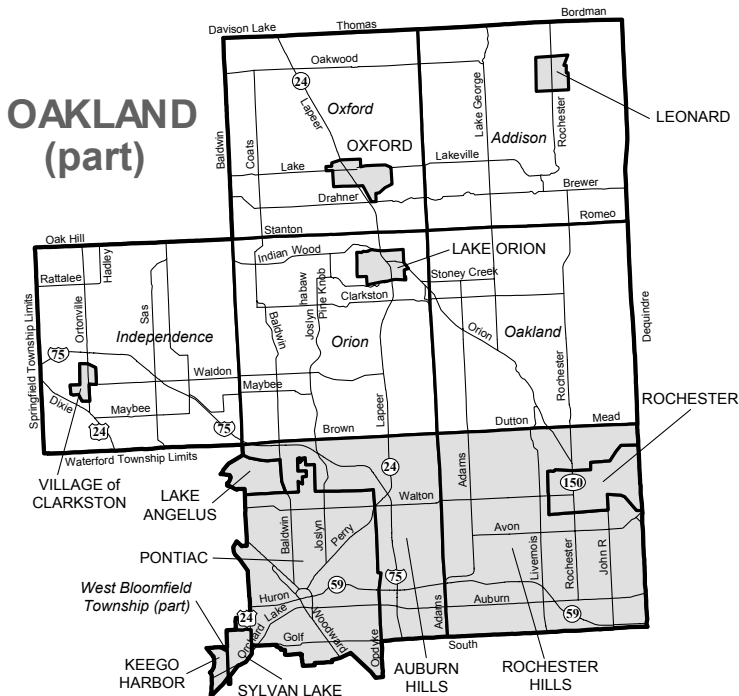 Bordman
Davison Lake
Thomas
Oakwood
24
Lapeer
Oxford
OAKLAND
(part)
Baldwin
Coats
Lake George
Rochester
LEONARD
Addison
OXFORD
Lake
Lakeville
Drahner
Brewer
Stanton
Romeo
Oak Hill
Hadley
Indian Wood
LAKE ORION
Rattalee
Stoney Creek
Clarkston
Joslyn
habaw
Pine Knob
Springfield Township Limits
Ortonville
Sas
Independence
Baldwin
Orion
Orion
Oakland
Dequindre
75
Waldon
Maybee
Lapeer
Rochester
Dixie
Maybee
24
75
Brown
Dutton
Mead
ROCHESTER
Waterford Township Limits
VILLAGE of
CLARKSTON
LAKE
ANGELUS
24
Walton
Adams
150
PONTIAC
Baldwin
Joslyn
Perry
Avon
Livernois
Rochester
John R
West Bloomfield
Township (part)
Huron
59
75
Auburn
59
24
Orchard Lake
Woodward
Golf
Opdyke
Adams
South
KEEGO
HARBOR
SYLVAN LAKE
AUBURN
HILLS
ROCHESTER
HILLS